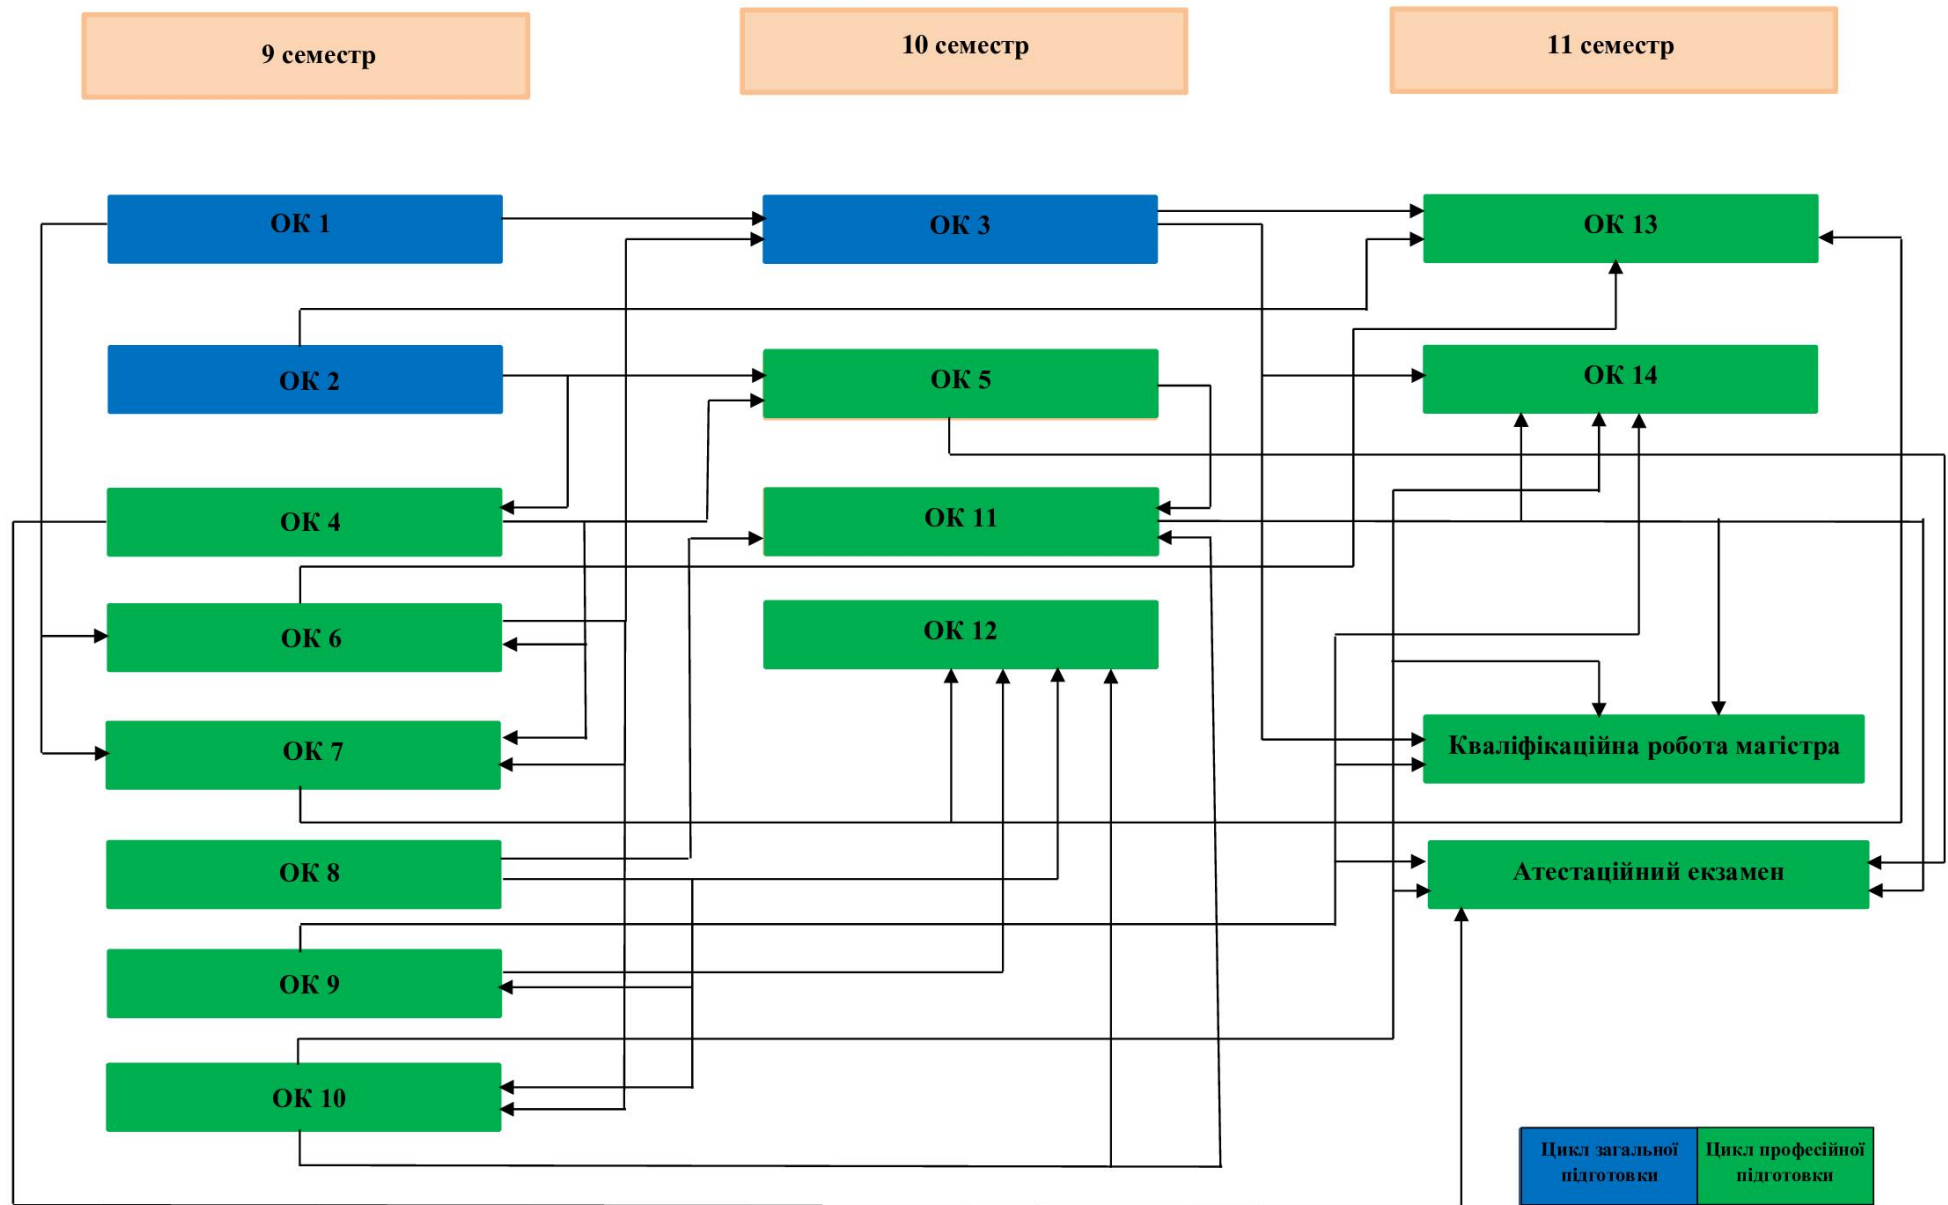 9 семестр
10 семестр
11 семестр
ОК 1
ОК 3
ОК 13
ОК 2
ОК 5
ОК 14
ОК 4
ОК 11
ОК 6
ОК 12
ОК 7
Кваліфікаційна робота магістра
ОК 8
Атестаційний екзамен
ОК 9
ОК 10
Цикл загальної
підготовки
Цикл професійної
підготовки